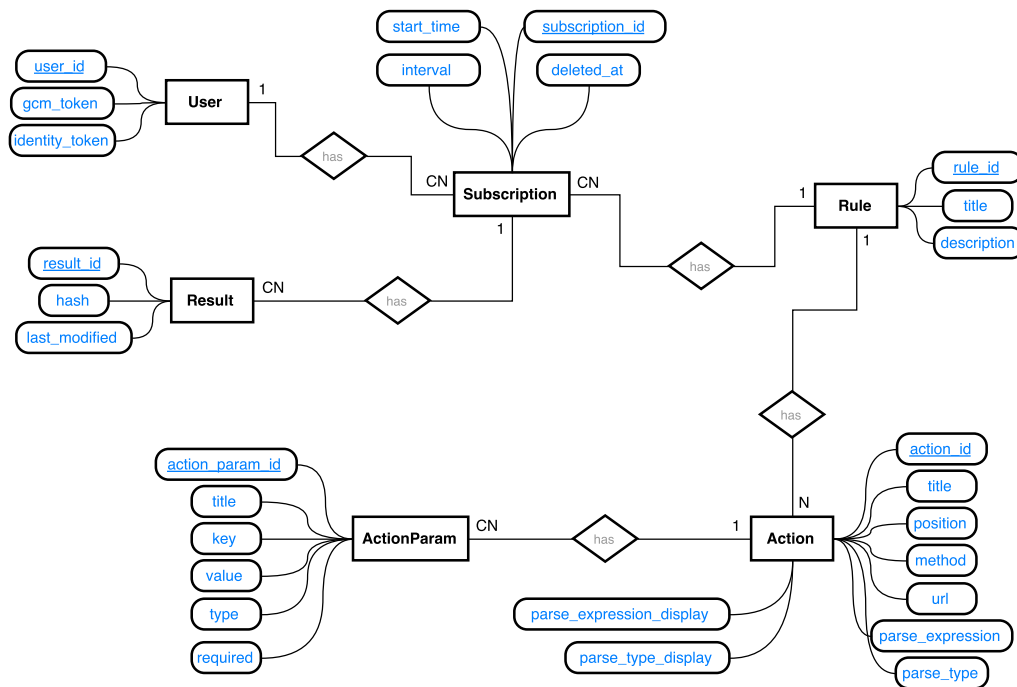 start_time
subscription_id
interval
deleted_at
user_id
gcm_token
identity_token
User
1
has
CN
Subscription
CN
1
has
1
Rule
1
rule_id
title
description
result_id
hash
last_modified
Result
CN
has
has
action_param_id
title
key
value
type
required
ActionParam
CN
has
1
N
Action
action_id
title
position
method
url
parse_expression
parse_type
parse_expression_display
parse_type_display